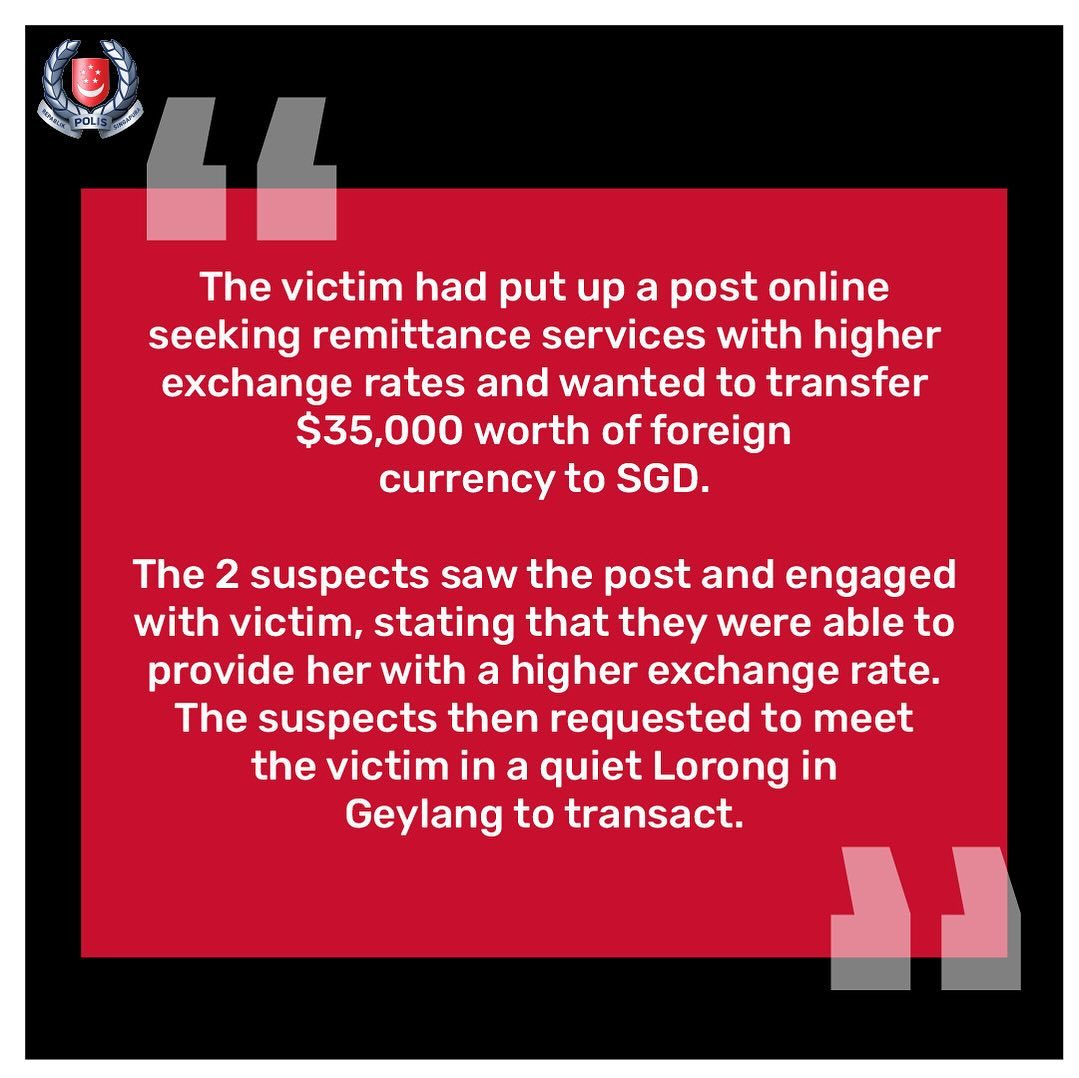 REPABLIK POLIS SINGAPURA
The victim had put up a post online
seeking remittance services with higher
exchange rates and wanted to transfer
$35,000 worth of foreign
currency to SGD.
The 2 suspects saw the post and engaged
with victim, stating that they were able to
provide her with a higher exchange rate.
The suspects then requested to meet
the victim in a quiet Lorong in
Geylang to transact.